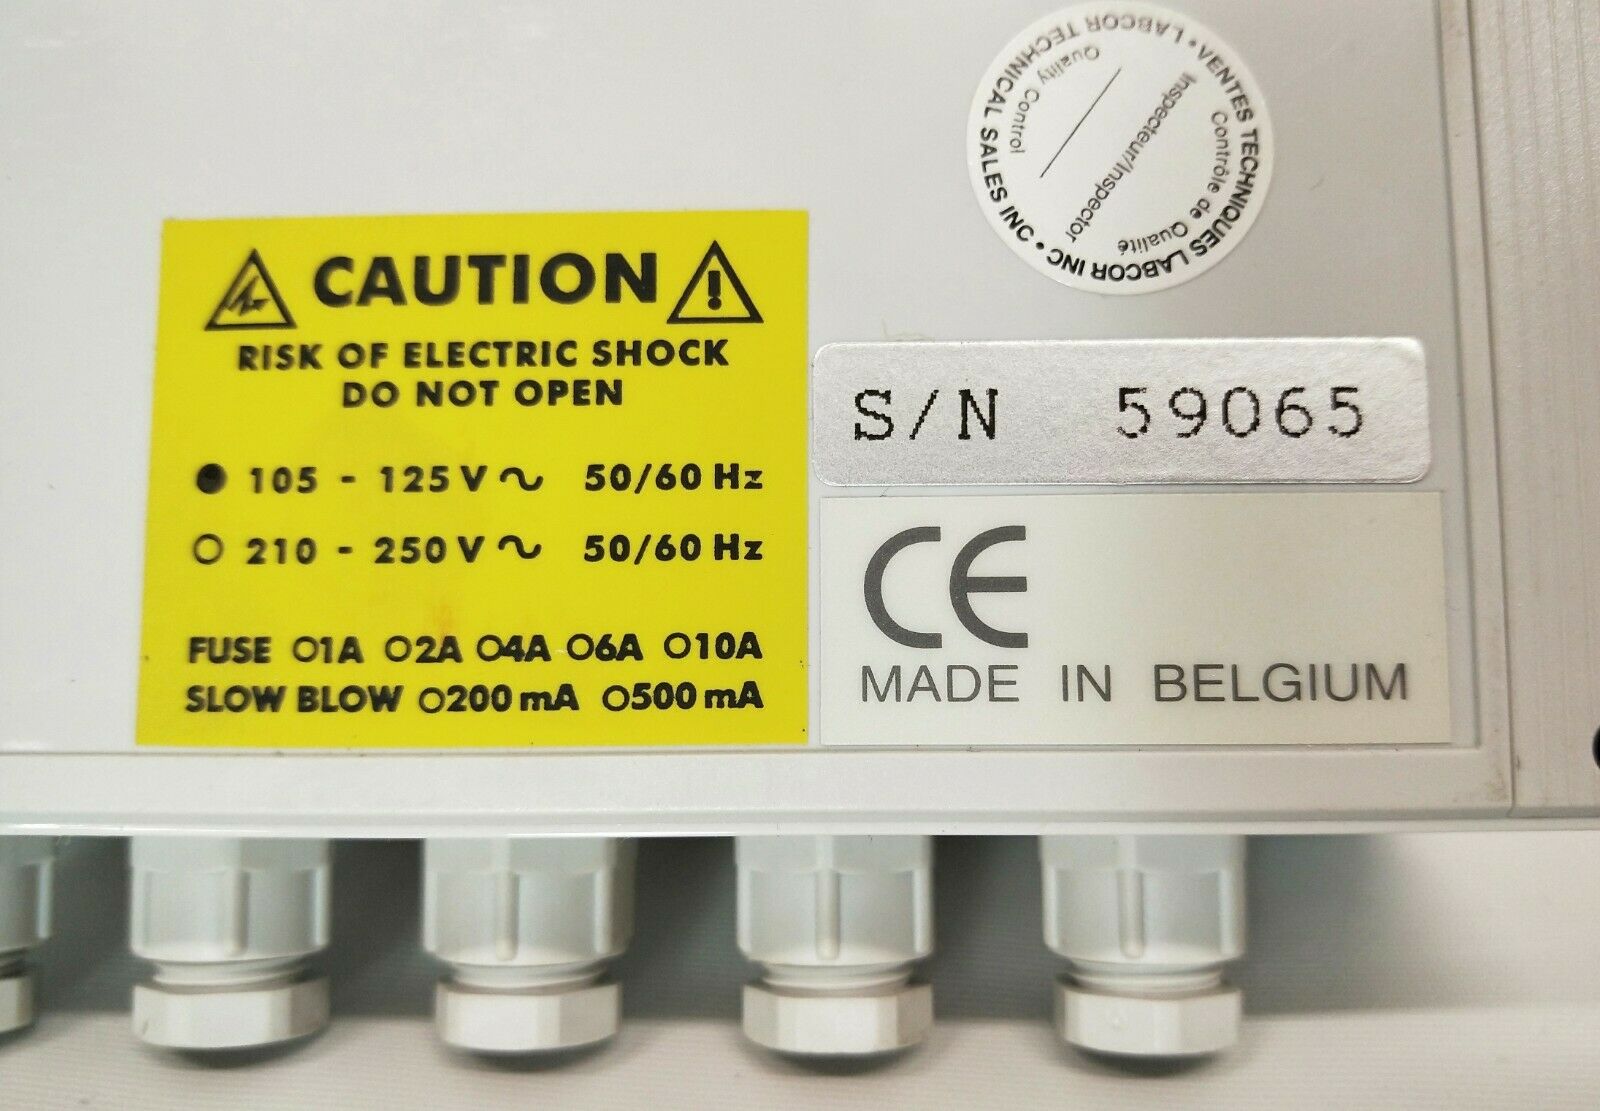 LABCOR TECHNICAL SALES INC • VENTES TECHNIQUES LABCOR INC •
Quality Control
Inspecteur/Inspector
Contrôle de Qualité
CAUTION
RISK OF ELECTRIC SHOCK
DO NOT OPEN
● 105 - 125 V ~ 50/60 Hz
○ 210 - 250 V ~ 50/60 Hz
FUSE ○1A ○2A ○4A ○6A ○10A
SLOW BLOW ○200 mA ○500 mA
S/N 59065
CE
MADE IN BELGIUM